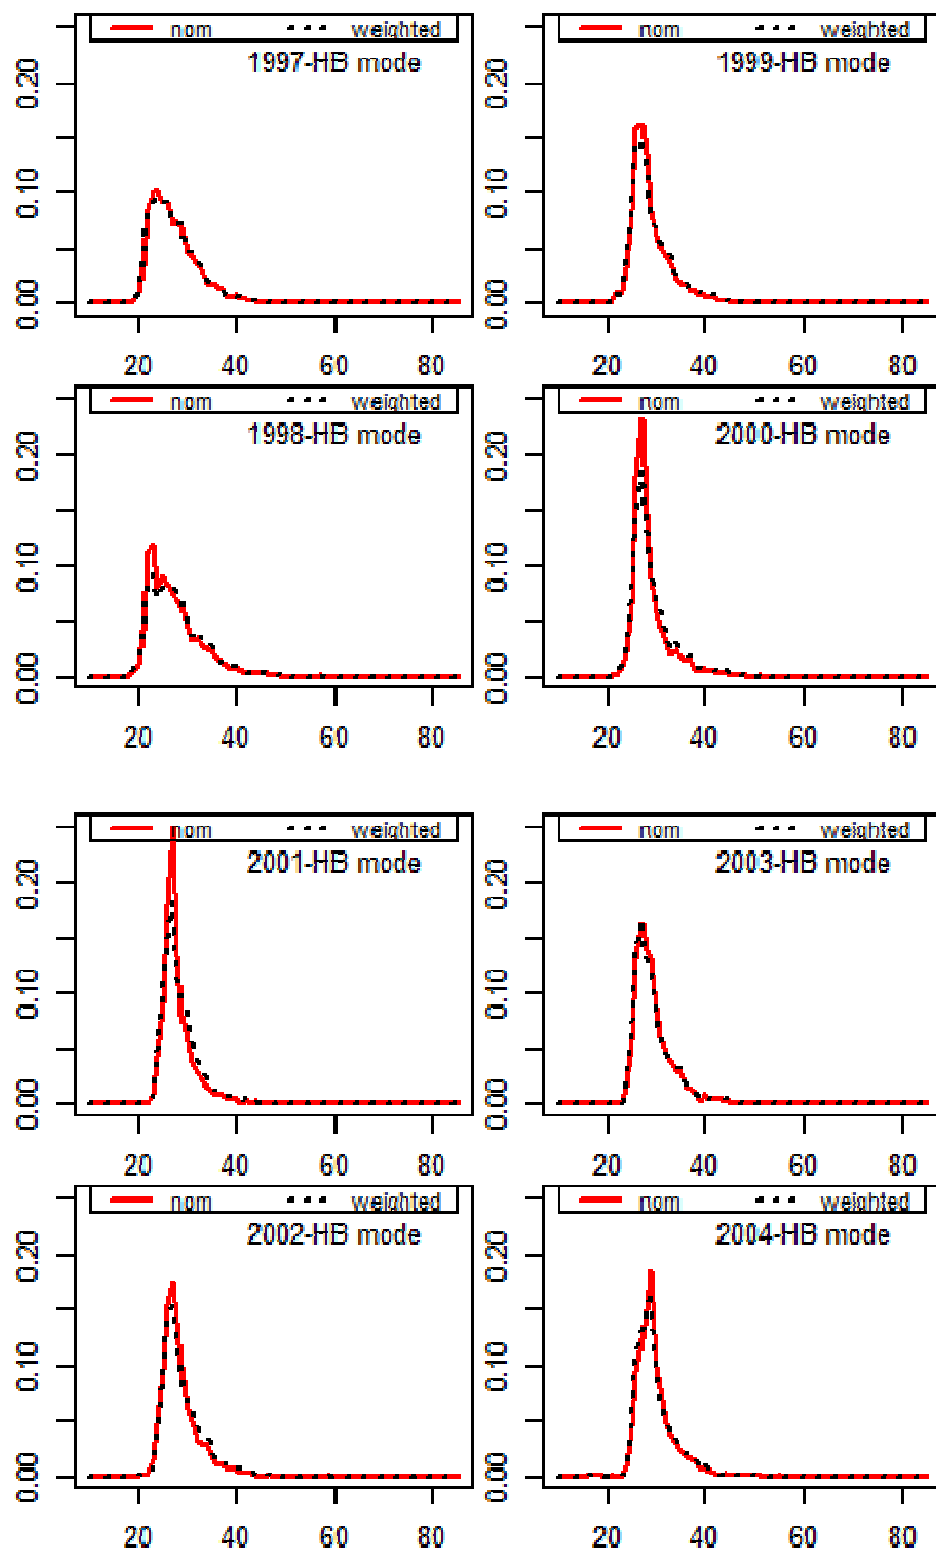 nom weighted
1997-HB mode
0.20
0.10
0.00
20 40 60 80
nom weighted
1999-HB mode
0.20
0.10
0.00
20 40 60 80
nom weighted
1998-HB mode
0.20
0.10
0.00
20 40 60 80
nom weighted
2000-HB mode
0.20
0.10
0.00
20 40 60 80
nom weighted
2001-HB mode
0.20
0.10
0.00
20 40 60 80
nom weighted
2003-HB mode
0.20
0.10
0.00
20 40 60 80
nom weighted
2002-HB mode
0.20
0.10
0.00
20 40 60 80
nom weighted
2004-HB mode
0.20
0.10
0.00
20 40 60 80